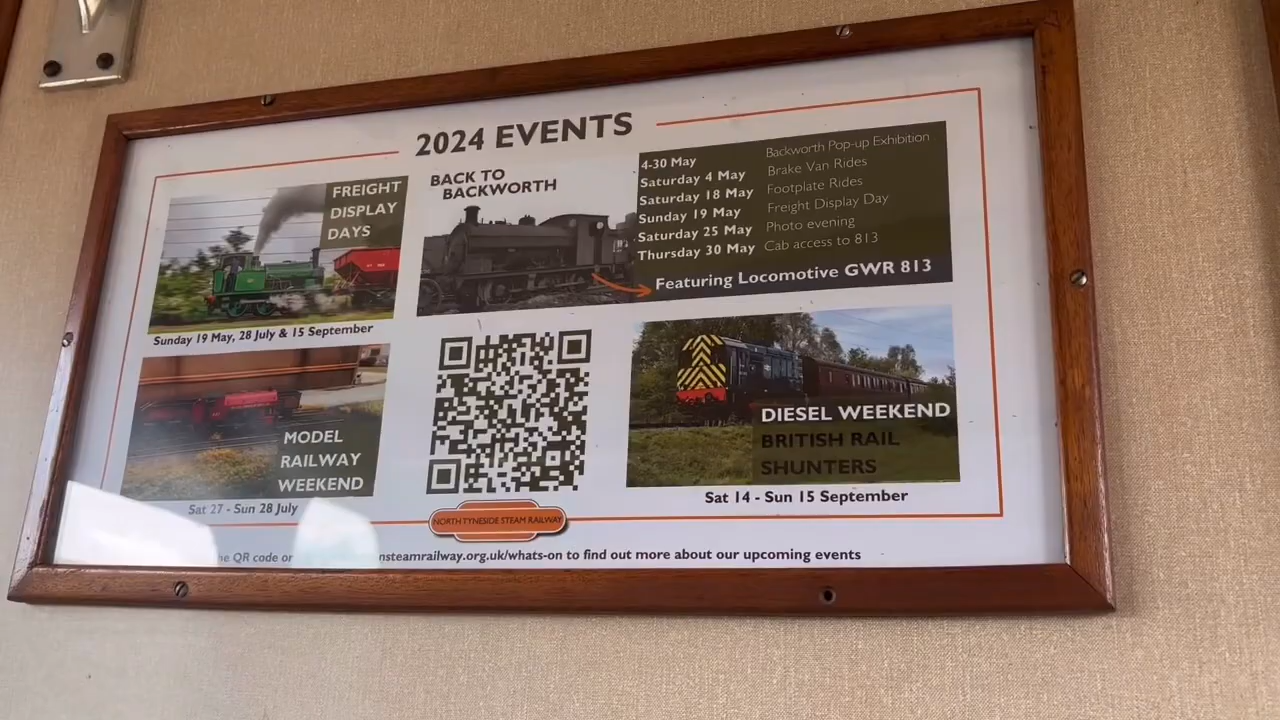 2024 EVENTS
FREIGHT
DISPLAY
DAYS
Sunday 19 May, 28 July & 15 September
BACK TO
BACKWORTH
4-30 May Backworth Pop-up Exhibition
Saturday 4 May Brake Van Rides
Saturday 18 May Footplate Rides
Sunday 19 May Freight Display Day
Saturday 25 May Photo evening
Thursday 30 May Cab access to 813
Featuring Locomotive GWR 813
MODEL
RAILWAY
WEEKEND
Sat 27 - Sun 28 July
DIESEL WEEKEND
BRITISH RAIL
SHUNTERS
Sat 14 - Sun 15 September
NORTH TYNESIDE STEAM RAILWAY
QR code or nsteamrailway.org.uk/whats-on to find out more about our upcoming events